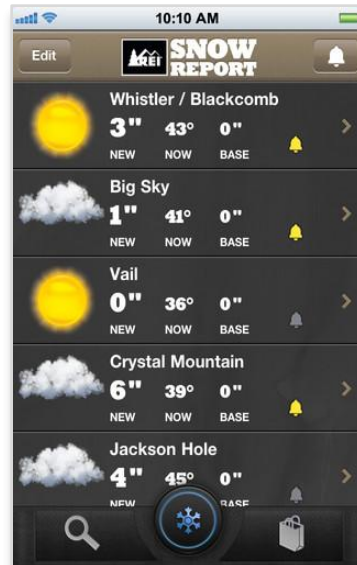 10:10 AM
Edit
REI
SNOW
REPORT
Whistler / Blackcomb
3" 43° 0"
NEW NOW BASE
Big Sky
1" 41° 0"
NEW NOW BASE
Vail
0" 36° 0"
NEW NOW BASE
Crystal Mountain
6" 39° 0"
NEW NOW BASE
Jackson Hole
4" 45° 0"
NEW BASE